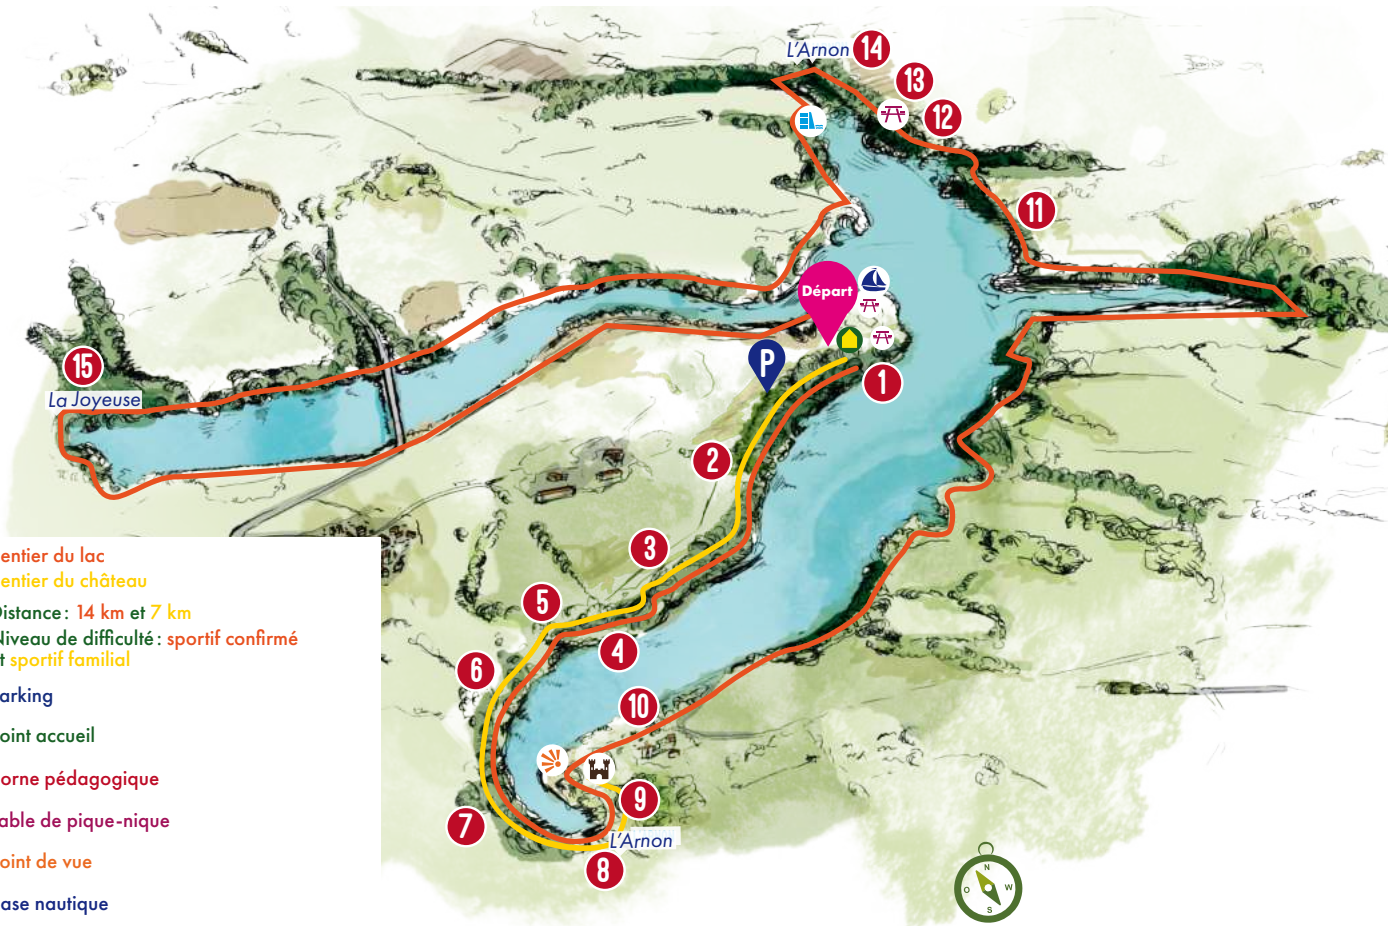 L'Arnon
14
13
12
11
Départ
P
15
La Joyeuse
1
2
3
5
4
6
10
9
7
L'Arnon
8
entier du lac
entier du château
Distance : 14 km et 7 km
Niveau de difficulté : sportif confirmé
t sportif familial
arking
oint accueil
orne pédagogique
able de pique-nique
oint de vue
ase nautique
N
O W
S